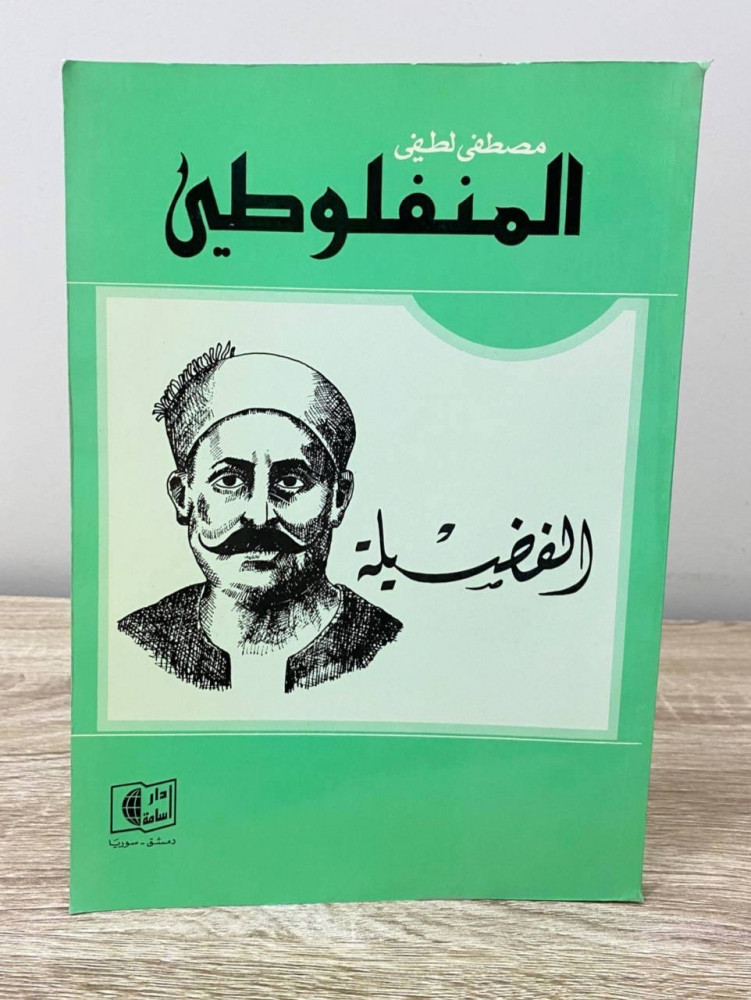 مصطفى لطفي
المنفلوطي
الفضيلة
دار
أسامة
دمشق - سوريا